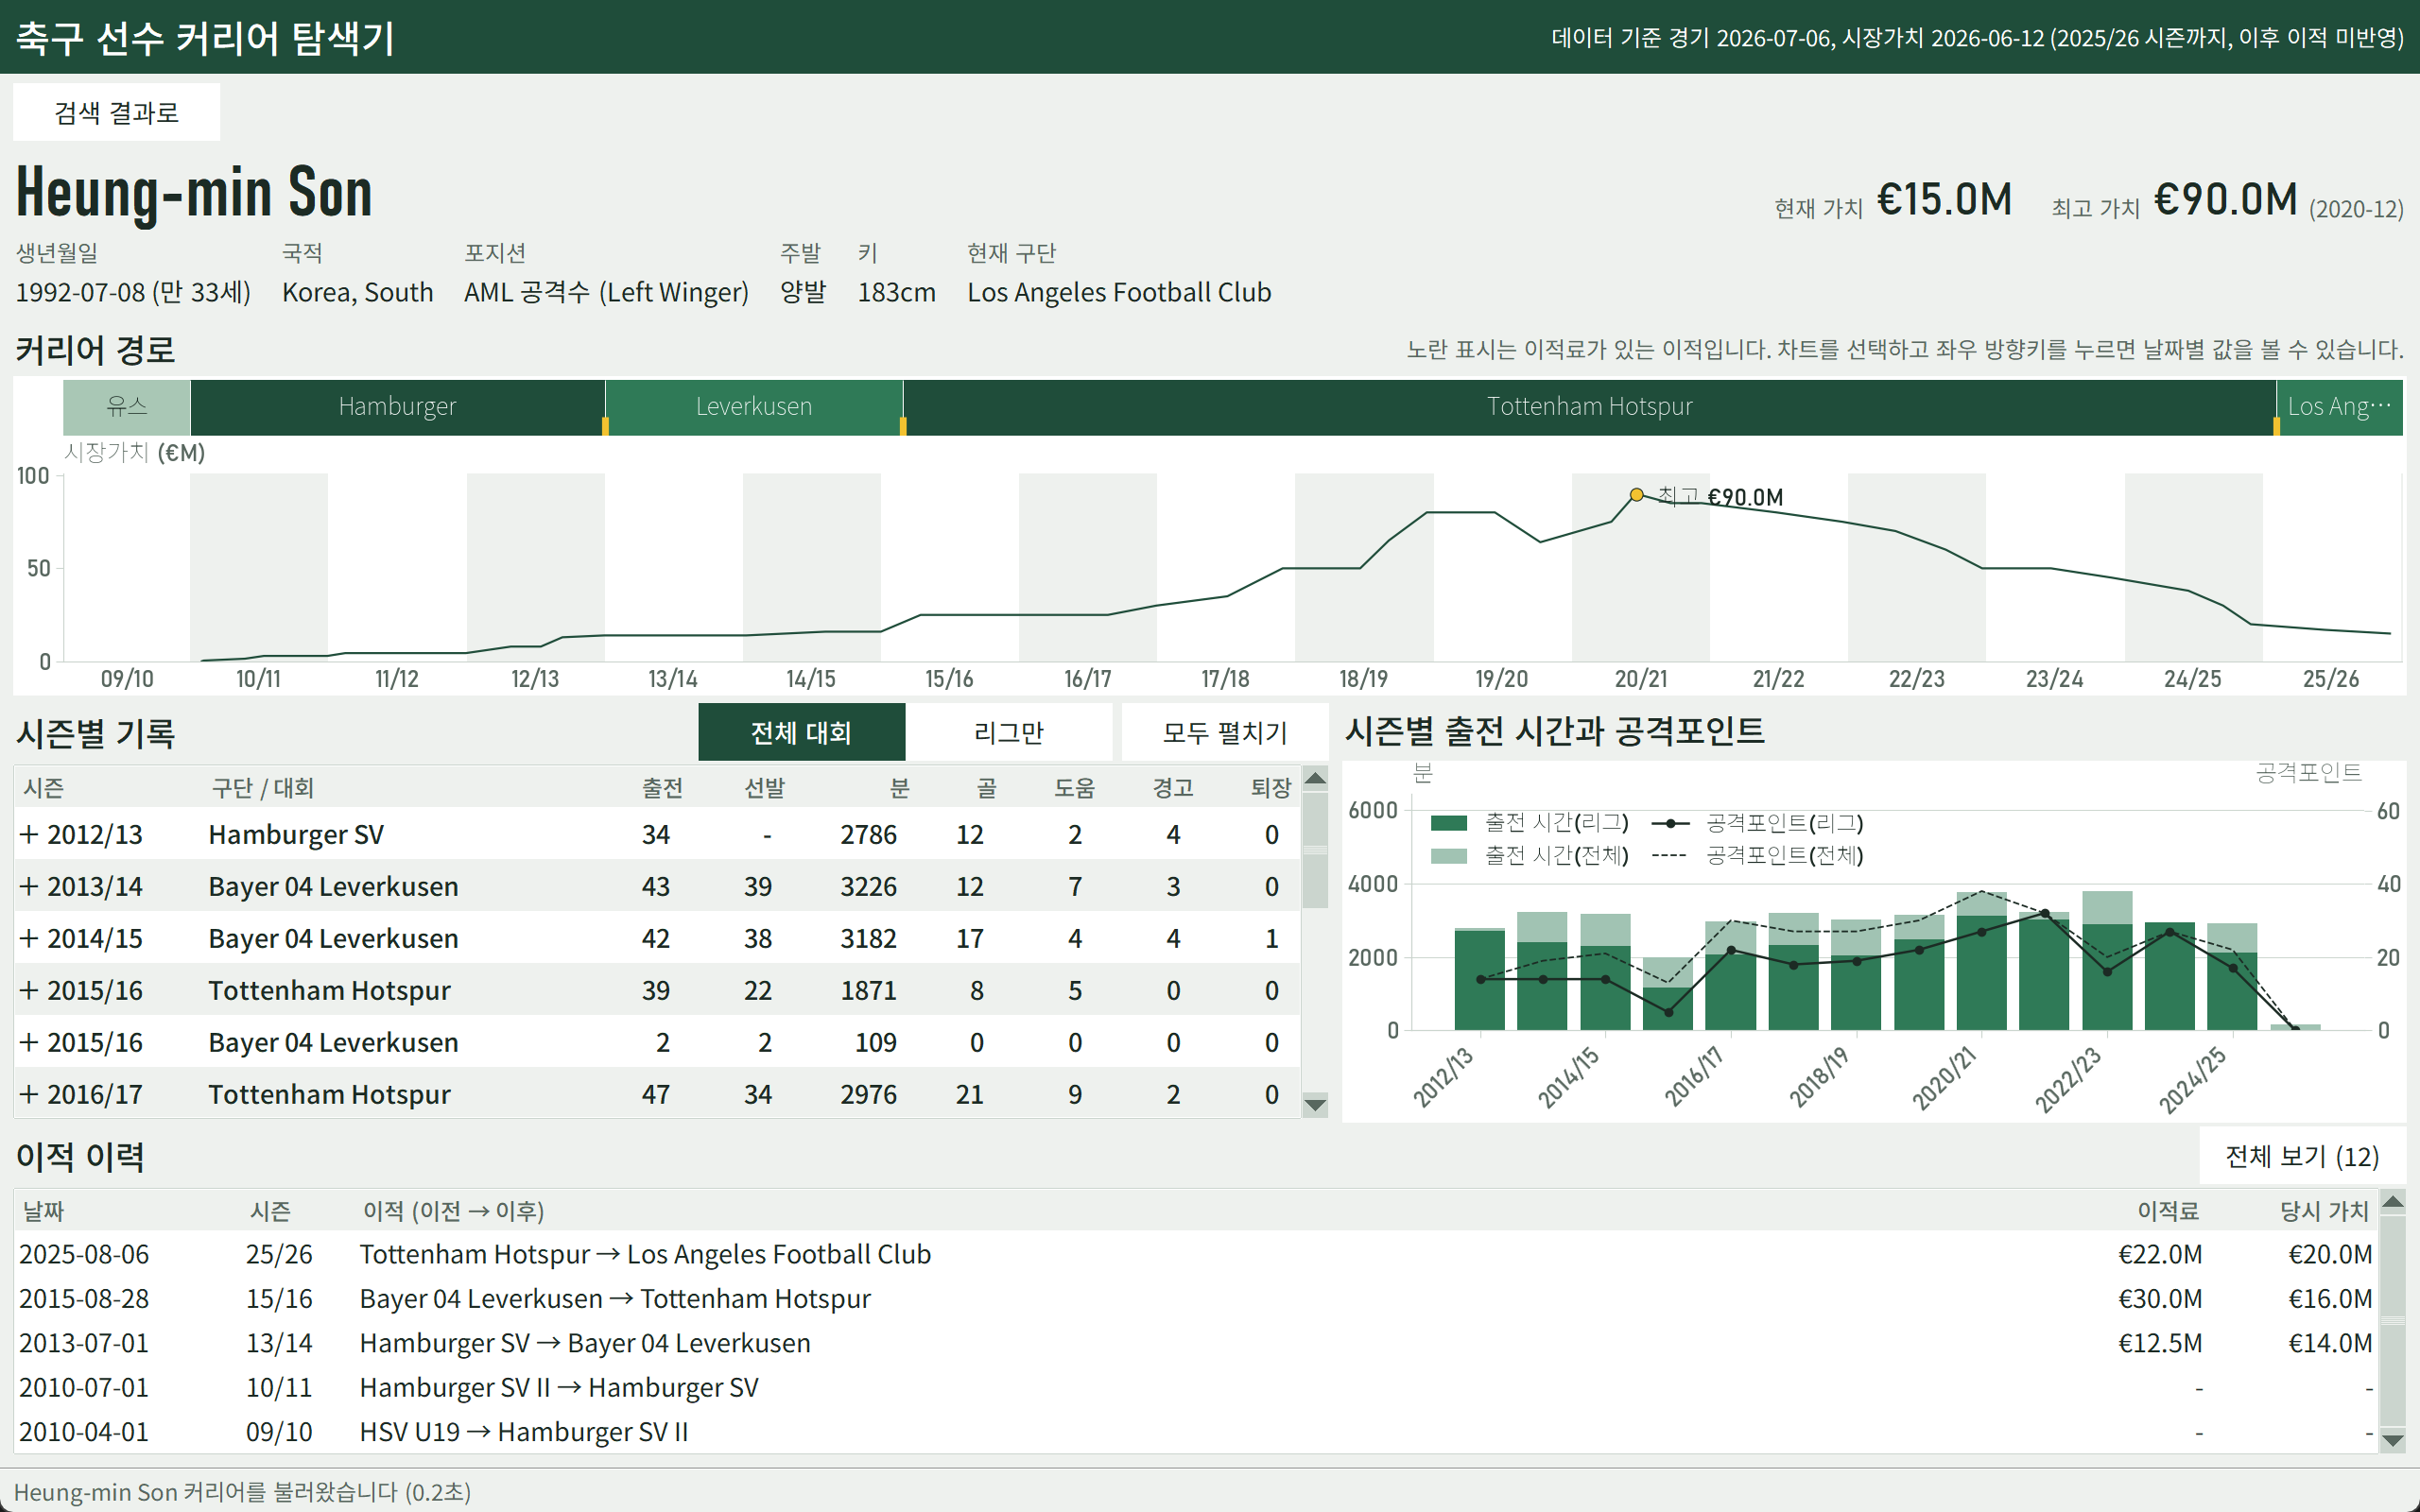 축구 선수 커리어 탐색기
데이터 기준 경기 2026-07-06, 시장가치 2026-06-12 (2025/26 시즌까지, 이후 이적 미반영)
검색 결과로
Heung-min Son
현재 가치 €15.0M 최고 가치 €90.0M (2020-12)
생년월일 국적 포지션 주발 키 현재 구단
1992-07-08 (만 33세) Korea, South AML 공격수 (Left Winger) 양발 183cm Los Angeles Football Club
커리어 경로
노란 표시는 이적료가 있는 이적입니다. 차트를 선택하고 좌우 방향키를 누르면 날짜별 값을 볼 수 있습니다.
유스 Hamburger Leverkusen Tottenham Hotspur Los Ang…
시장가치 (€M)
100
최고 €90.0M
50
0
09/10 10/11 11/12 12/13 13/14 14/15 15/16 16/17 17/18 18/19 19/20 20/21 21/22 22/23 23/24 24/25 25/26
시즌별 기록
전체 대회 리그만 모두 펼치기
시즌 구단 / 대회 출전 선발 분 골 도움 경고 퇴장
+ 2012/13 Hamburger SV 34 - 2786 12 2 4 0
+ 2013/14 Bayer 04 Leverkusen 43 39 3226 12 7 3 0
+ 2014/15 Bayer 04 Leverkusen 42 38 3182 17 4 4 1
+ 2015/16 Tottenham Hotspur 39 22 1871 8 5 0 0
+ 2015/16 Bayer 04 Leverkusen 2 2 109 0 0 0 0
+ 2016/17 Tottenham Hotspur 47 34 2976 21 9 2 0
시즌별 출전 시간과 공격포인트
분 공격포인트
6000 60
출전 시간(리그) 공격포인트(리그)
출전 시간(전체) 공격포인트(전체)
4000 40
2000 20
0 0
2012/13 2014/15 2016/17 2018/19 2020/21 2022/23 2024/25
이적 이력
전체 보기 (12)
날짜 시즌 이적 (이전 → 이후) 이적료 당시 가치
2025-08-06 25/26 Tottenham Hotspur → Los Angeles Football Club €22.0M €20.0M
2015-08-28 15/16 Bayer 04 Leverkusen → Tottenham Hotspur €30.0M €16.0M
2013-07-01 13/14 Hamburger SV → Bayer 04 Leverkusen €12.5M €14.0M
2010-07-01 10/11 Hamburger SV II → Hamburger SV - -
2010-04-01 09/10 HSV U19 → Hamburger SV II - -
Heung-min Son 커리어를 불러왔습니다 (0.2초)